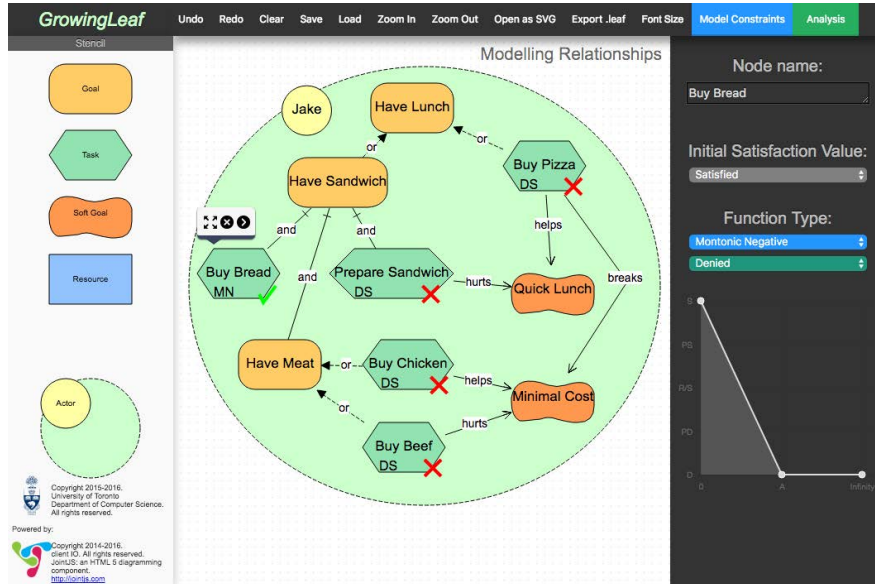 GrowingLeaf
Undo Redo Clear Save Load Zoom In Zoom Out Open as SVG Export .leaf Font Size Model Constraints Analysis
Stencil
Goal
Task
Soft Goal
Resource
Actor
Copyright 2015-2016.
University of Toronto
Department of Computer Science.
All rights reserved.
Powered by:
Copyright 2014-2016.
client IO. All rights reserved.
JointJS: an HTML 5 diagramming
component.
http://jointjs.com
Modelling Relationships
Jake
Have Lunch
or
or
Buy Pizza
DS
Have Sandwich
and
and
and
helps
breaks
Buy Bread
MN
Prepare Sandwich
DS
hurts
Quick Lunch
Have Meat
or
Buy Chicken
DS
helps
Minimal Cost
or
hurts
Buy Beef
DS
Node name:
Buy Bread
Initial Satisfaction Value:
Satisfied
Function Type:
Montonic Negative
Denied
S
PS
PD
D
0 A Infinity